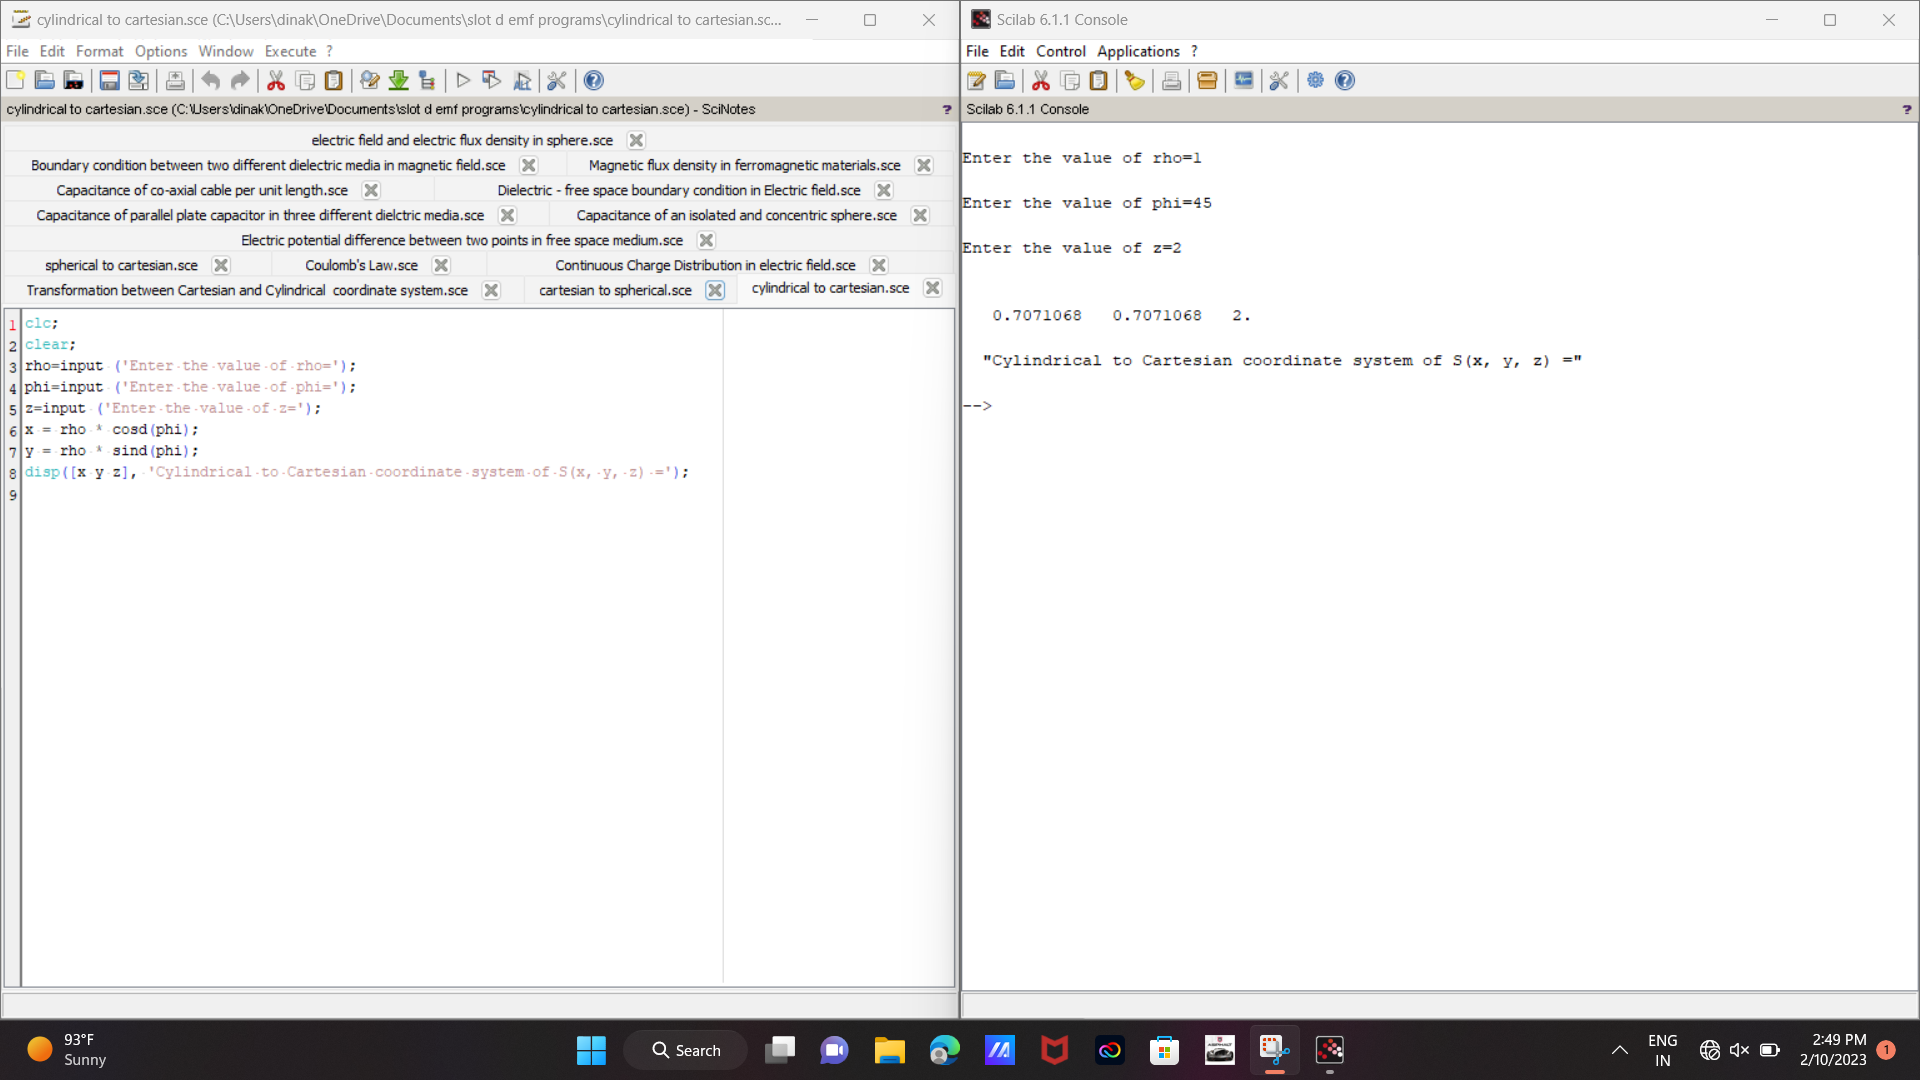 cylindrical to cartesian.sce (C:\Users\dinak\OneDrive\Documents\slot d emf programs\cylindrical to cartesian.sc...
File Edit Format Options Window Execute ?
cylindrical to cartesian.sce (C:\Users\dinak\OneDrive\Documents\slot d emf programs\cylindrical to cartesian.sce) - SciNotes ?
electric field and electric flux density in sphere.sce
Boundary condition between two different dielectric media in magnetic field.sce Magnetic flux density in ferromagnetic materials.sce
Capacitance of co-axial cable per unit length.sce Dielectric - free space boundary condition in Electric field.sce
Capacitance of parallel plate capacitor in three different dielctric media.sce Capacitance of an isolated and concentric sphere.sce
Electric potential difference between two points in free space medium.sce
spherical to cartesian.sce Coulomb's Law.sce Continuous Charge Distribution in electric field.sce
Transformation between Cartesian and Cylindrical coordinate system.sce cartesian to spherical.sce cylindrical to cartesian.sce
1 clc;
2 clear;
3 rho=input ('Enter the value of rho=');
4 phi=input ('Enter the value of phi=');
5 z=input ('Enter the value of z=');
6 x = rho * cosd(phi);
7 y = rho * sind(phi);
8 disp([x y z], 'Cylindrical to Cartesian coordinate system of S(x, y, z) =');
9
Scilab 6.1.1 Console
File Edit Control Applications ?
Scilab 6.1.1 Console ?
Enter the value of rho=1
Enter the value of phi=45
Enter the value of z=2
0.7071068 0.7071068 2.
"Cylindrical to Cartesian coordinate system of S(x, y, z) ="
-->
93°F
Sunny
Search
ENG
IN
2:49 PM
2/10/2023
1